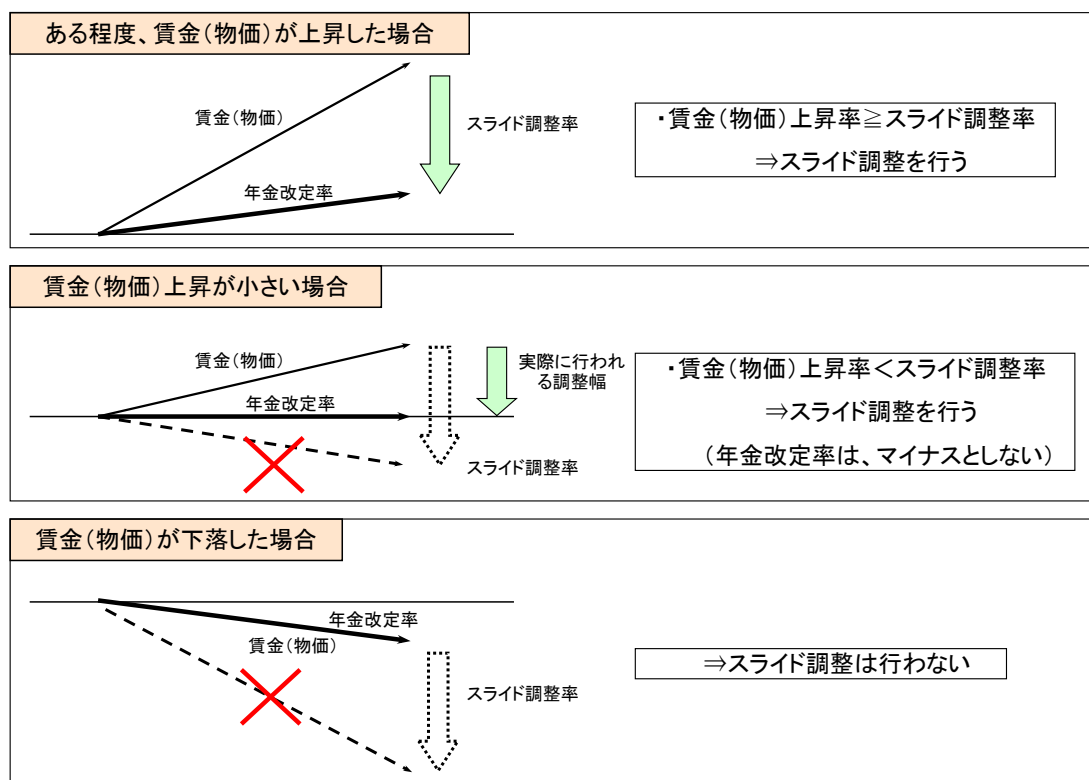 ある程度、賃金(物価)が上昇した場合
賃金(物価)
スライド調整率
年金改定率
・賃金(物価)上昇率≧スライド調整率
⇒スライド調整を行う
賃金(物価)上昇が小さい場合
賃金(物価)
年金改定率
実際に行われ
る調整幅
スライド調整率
・賃金(物価)上昇率<スライド調整率
⇒スライド調整を行う
(年金改定率は、マイナスとしない)
賃金(物価)が下落した場合
年金改定率
賃金(物価)
スライド調整率
⇒スライド調整は行わない